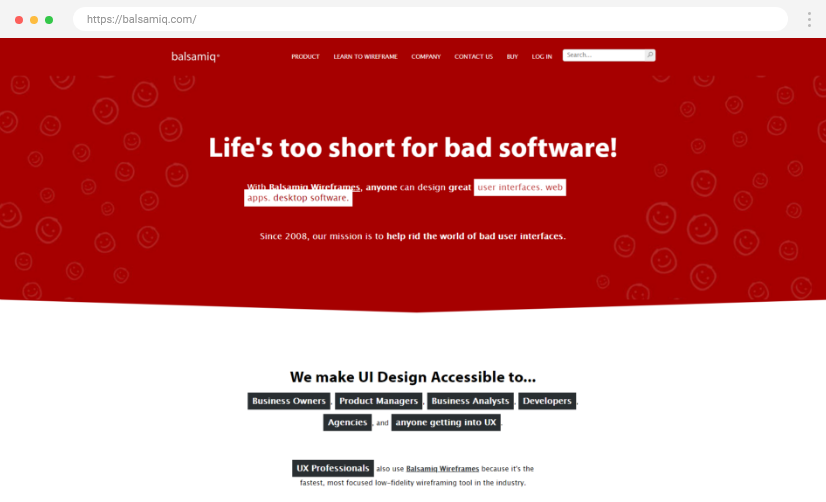 https://balsamiq.com/
balsamiq®
PRODUCT LEARN TO WIREFRAME COMPANY CONTACT US BUY LOG IN Search...
Life's too short for bad software!
With Balsamiq Wireframes, anyone can design great user interfaces. web
apps. desktop software.
Since 2008, our mission is to help rid the world of bad user interfaces.
We make UI Design Accessible to...
Business Owners, Product Managers, Business Analysts, Developers,
Agencies, and anyone getting into UX.
UX Professionals also use Balsamiq Wireframes because it's the
fastest, most focused low-fidelity wireframing tool in the industry.